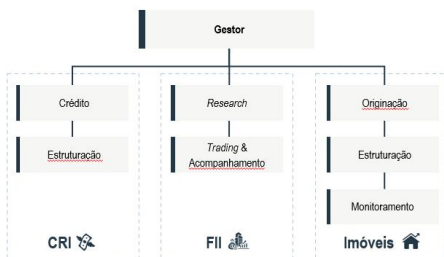 Gestor
Crédito
Estruturação
CRI
Research
Trading &
Acompanhamento
FII
Originação
Estruturação
Monitoramento
Imóveis